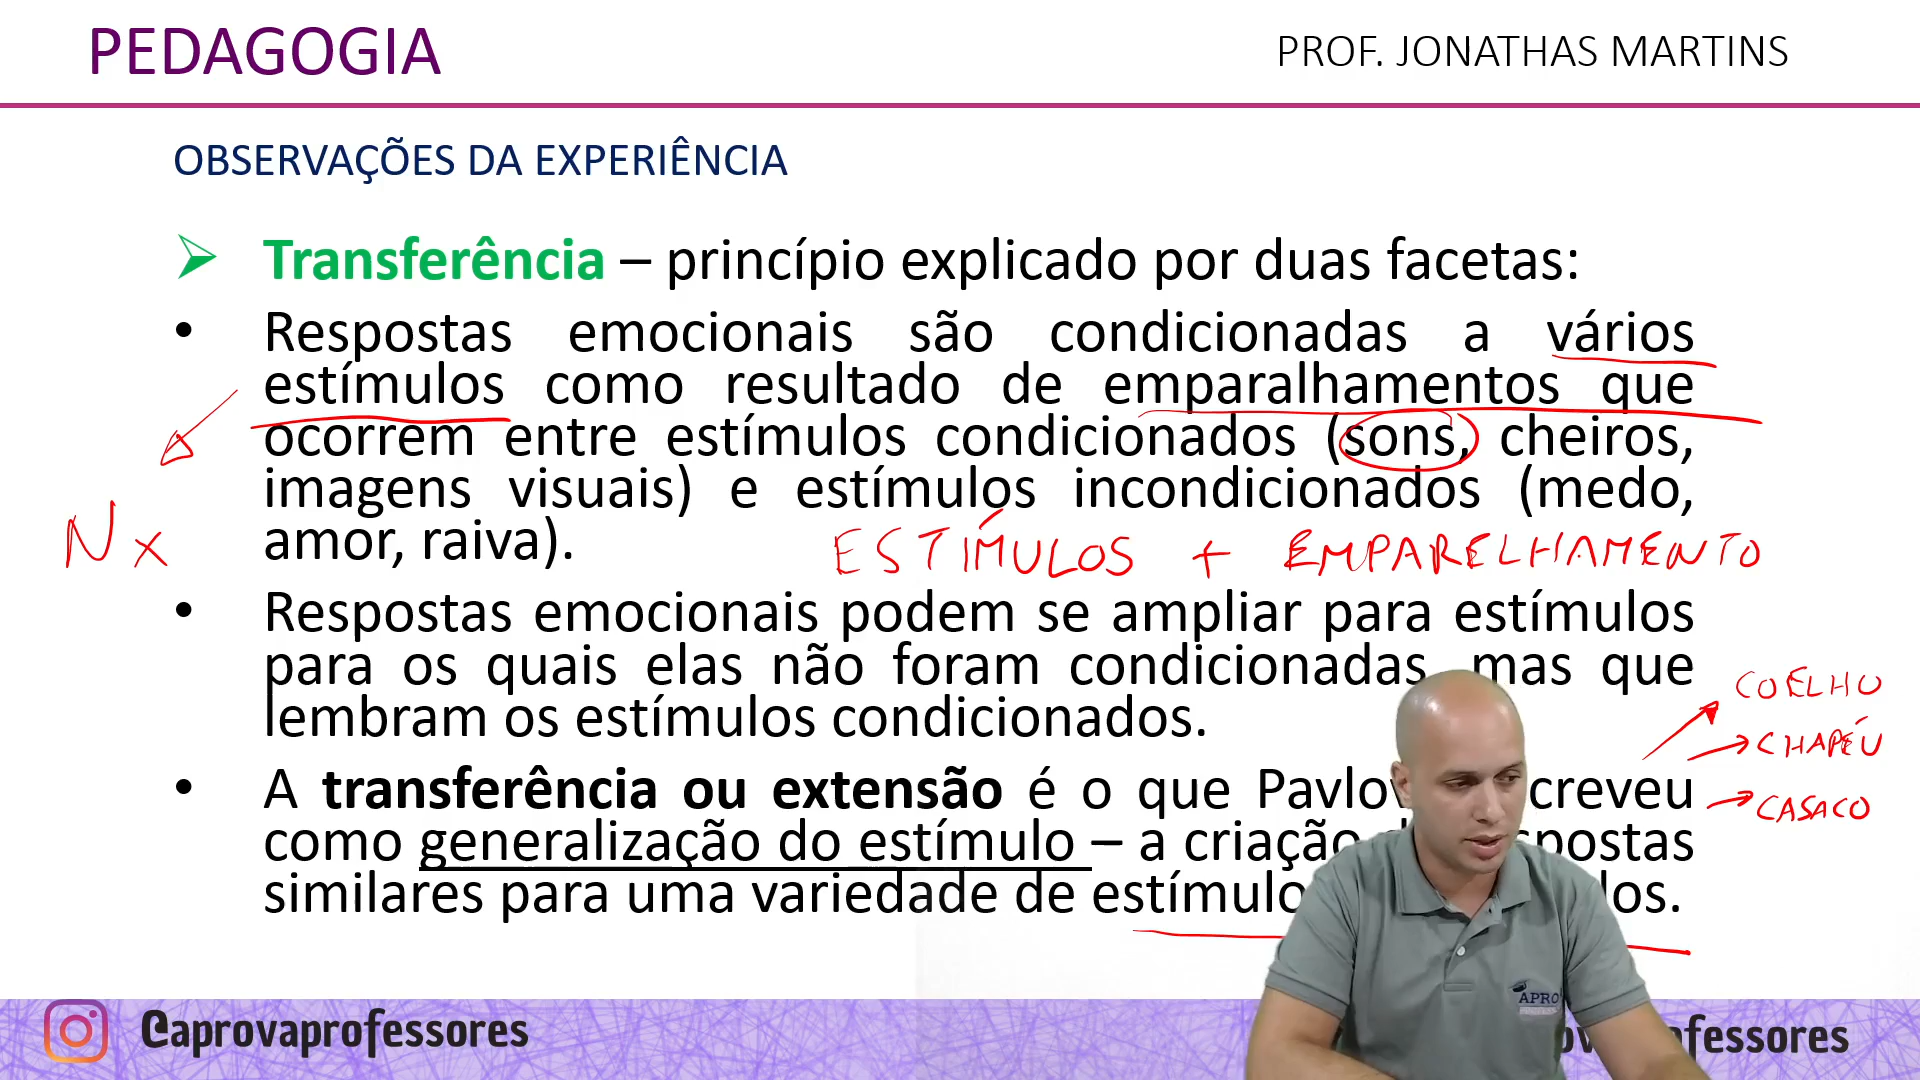 PEDAGOGIA
PROF. JONATHAS MARTINS
OBSERVAÇÕES DA EXPERIÊNCIA
Transferência – princípio explicado por duas facetas:
• Respostas emocionais são condicionadas a vários
estímulos como resultado de emparalhamentos que
ocorrem entre estímulos condicionados (sons, cheiros,
imagens visuais) e estímulos incondicionados (medo,
amor, raiva).
N x
ESTÍMULOS + EMPARELHAMENTO
• Respostas emocionais podem se ampliar para estímulos
para os quais elas não foram condicionadas, mas que
lembram os estímulos condicionados.
COELHO
CHAPÉU
CASACO
• A transferência ou extensão é o que Pavlov
como generalização do estímulo – a criação
similares para uma variedade de
@aprovaprofessores
APRO